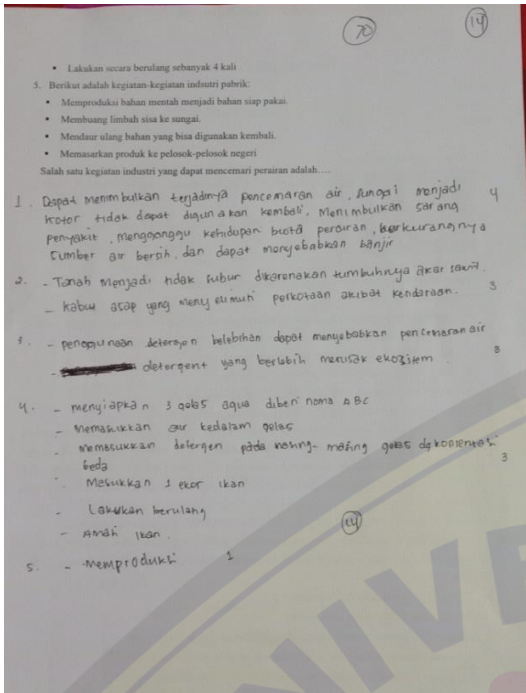 70
14
• Lakukan secara berulang sebanyak 4 kali
5. Berikut adalah kegiatan-kegiatan indsutri pabrik:
• Memproduksi bahan mentah menjadi bahan siap pakai.
• Membuang limbah sisa ke sungai.
• Mendaur ulang bahan yang bisa digunakan kembali.
• Memasarkan produk ke pelosok-pelosok negeri
Salah satu kegiatan industri yang dapat mencemari perairan adalah….
1. Dapat menimbulkan terjadinya pencemaran air, sungai menjadi 4
kotor tidak dapat digunakan kembali, menimbulkan sarang
penyakit, mengganggu kehidupan biota perairan, berkurangnya
sumber air bersih, dan dapat menyebabkan banjir
2. - Tanah menjadi tidak subur dikarenakan tumbuhnya akar
- kabut asap yang menyelimuti perkotaan akibat kendaraan. 3
3. - penggunaan detergen belebihan dapat menyebabkan pencemaran air
- detergent yang berlebih merusak ekosistem. 3
4. - menyiapkan 3 gelas aqua diberi nama ABC
- Memasukkan air kedalam gelas
- memasukkan detergen pada masing-masing gelas
beda 3
- Masukkan 1 ekor ikan
- Lakukan berulang
- Amati ikan.
14
5. - Memproduksi 1
UNIVE